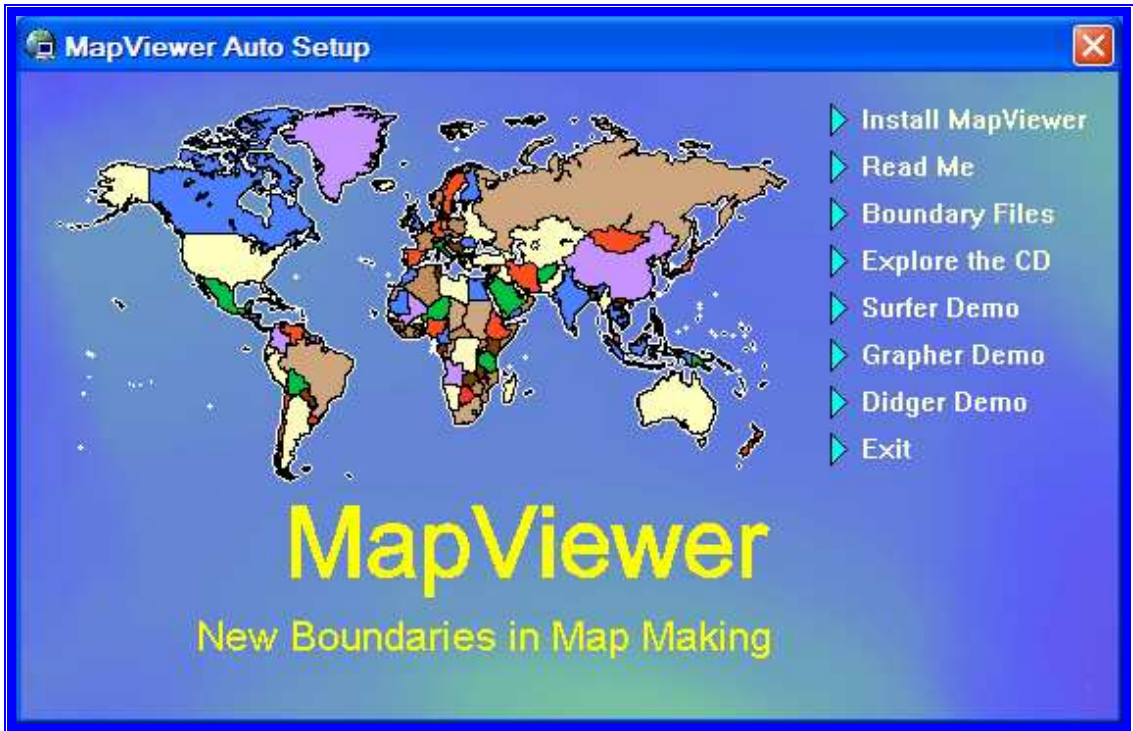 MapViewer Auto Setup
Install MapViewer
Read Me
Boundary Files
Explore the CD
Surfer Demo
Grapher Demo
Didger Demo
Exit
MapViewer
New Boundaries in Map Making